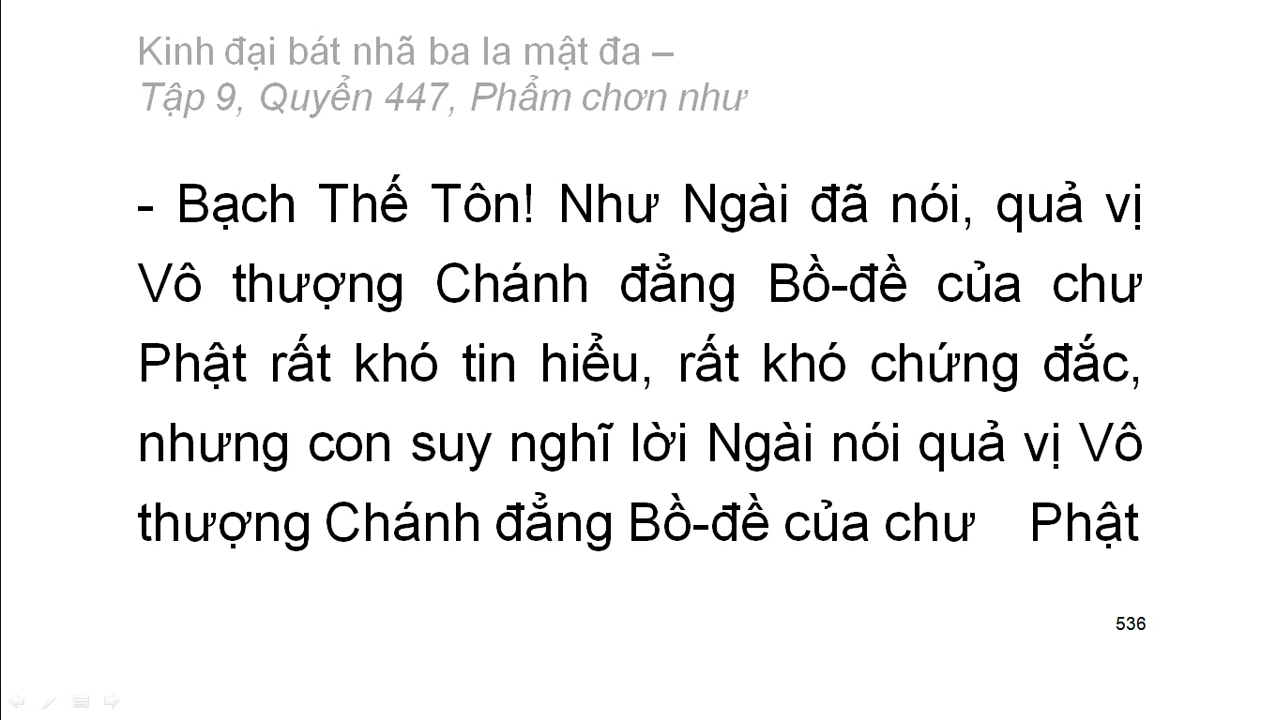 Kinh đại bát nhã ba la mật đa –
Tập 9, Quyển 447, Phẩm chơn như
- Bạch Thế Tôn! Như Ngài đã nói, quả vị
Vô thượng Chánh đẳng Bồ-đề của chư
Phật rất khó tin hiểu, rất khó chứng đắc,
nhưng con suy nghĩ lời Ngài nói quả vị Vô
thượng Chánh đẳng Bồ-đề của chư Phật
536